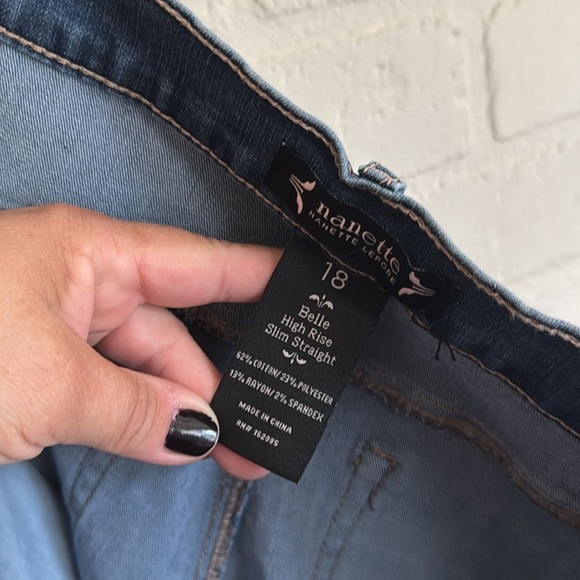 nanette
NANETTE LEPORE
18
Belle
High Rise
Slim Straight
62% COTTON/23% POLYESTER
13% RAYON/2% SPANDEX
MADE IN CHINA
RN# 162985